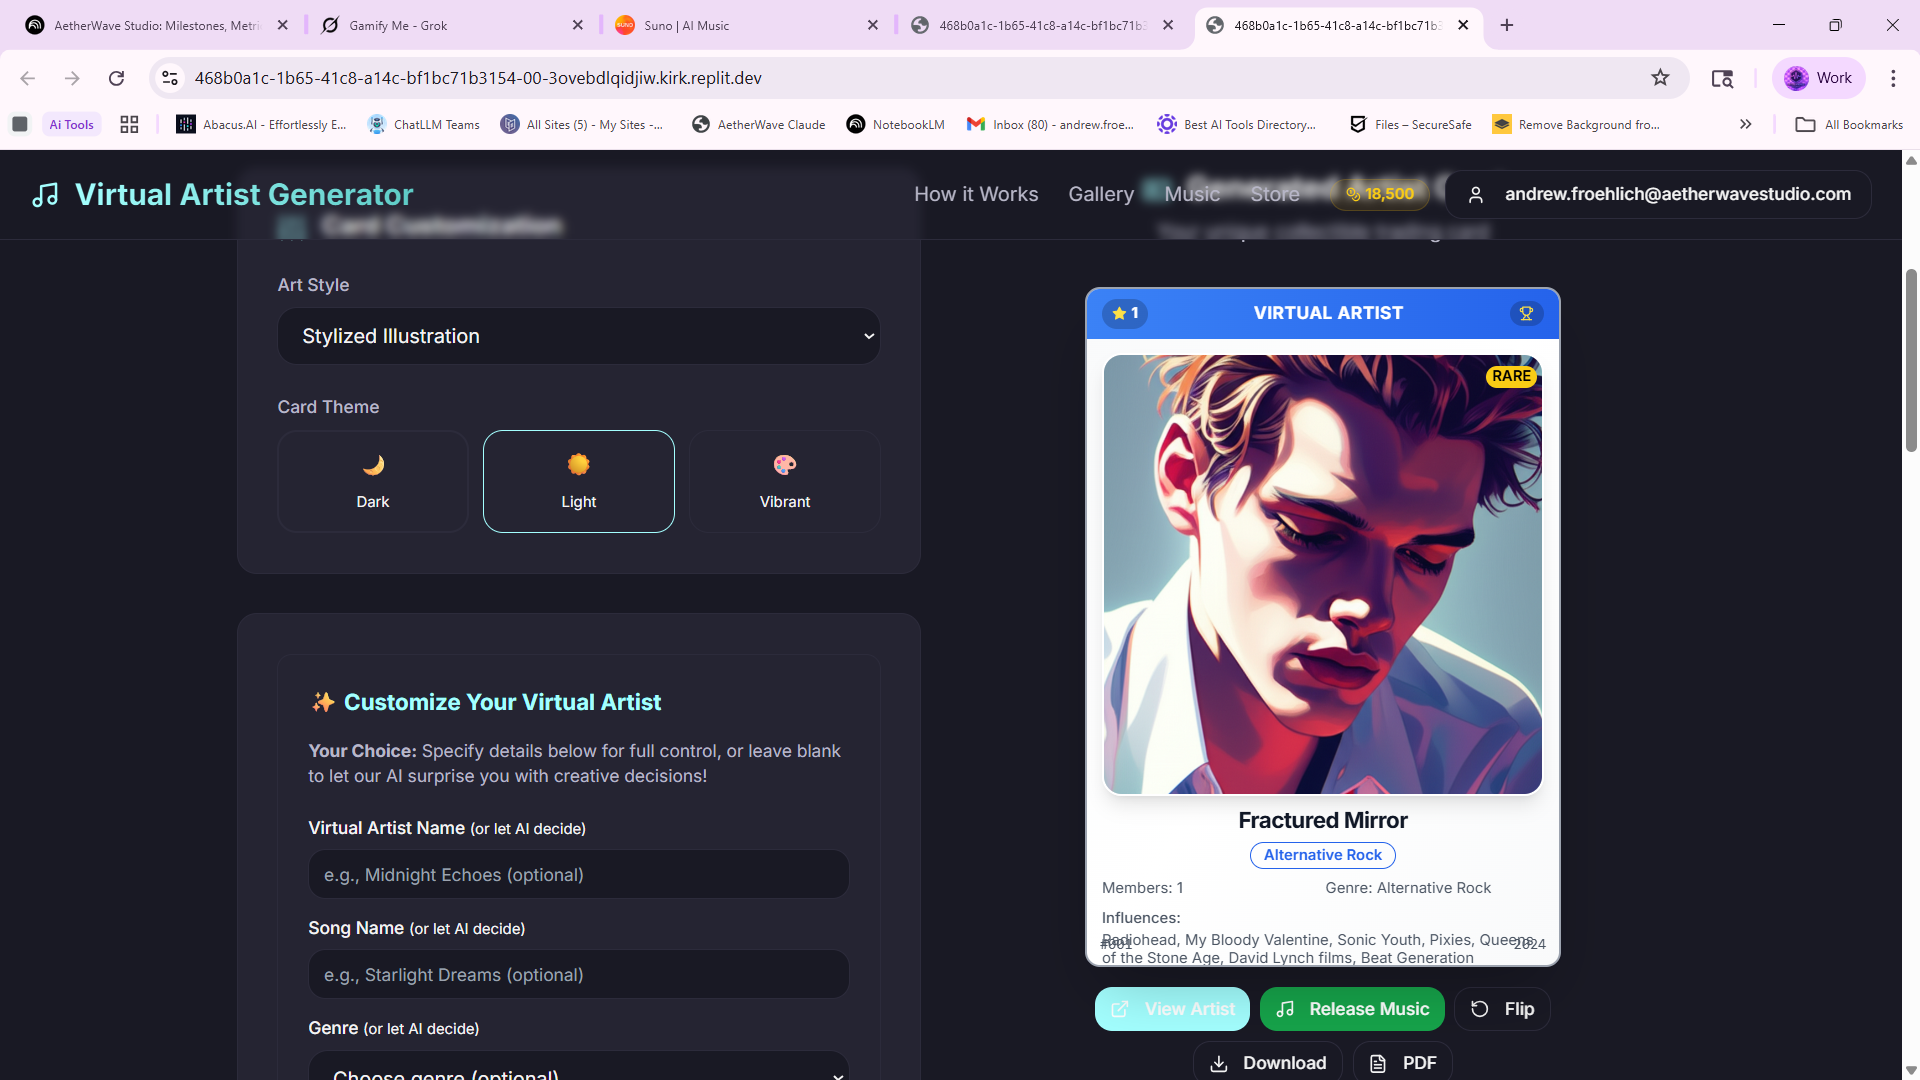 AetherWave Studio: Milestones, Metri
Gamify Me - Grok
Suno | AI Music
468b0a1c-1b65-41c8-a14c-bf1bc71b3
468b0a1c-1b65-41c8-a14c-bf1bc71b3
468b0a1c-1b65-41c8-a14c-bf1bc71b3154-00-3ovebdlqidjiw.kirk.replit.dev
Work
Ai Tools
Abacus.AI - Effortlessly E...
ChatLLM Teams
All Sites (5) - My Sites -...
AetherWave Claude
NotebookLM
Inbox (80) - andrew.froe...
Best AI Tools Directory...
Files – SecureSafe
Remove Background fro...
All Bookmarks
Virtual Artist Generator
How it Works
Gallery
Music
Store
18,500
andrew.froehlich@aetherwavestudio.com
Card Customization
Your unique collectible trading card
Art Style
Stylized Illustration
Card Theme
Dark
Light
Vibrant
Customize Your Virtual Artist
Your Choice: Specify details below for full control, or leave blank
to let our AI surprise you with creative decisions!
Virtual Artist Name (or let AI decide)
e.g., Midnight Echoes (optional)
Song Name (or let AI decide)
e.g., Starlight Dreams (optional)
Genre (or let AI decide)
Choose genre (optional)
1
VIRTUAL ARTIST
RARE
Fractured Mirror
Alternative Rock
Members: 1
Genre: Alternative Rock
Influences:
Radiohead, My Bloody Valentine, Sonic Youth, Pixies, Queens
of the Stone Age, David Lynch films, Beat Generation
#001
2024
View Artist
Release Music
Flip
Download
PDF